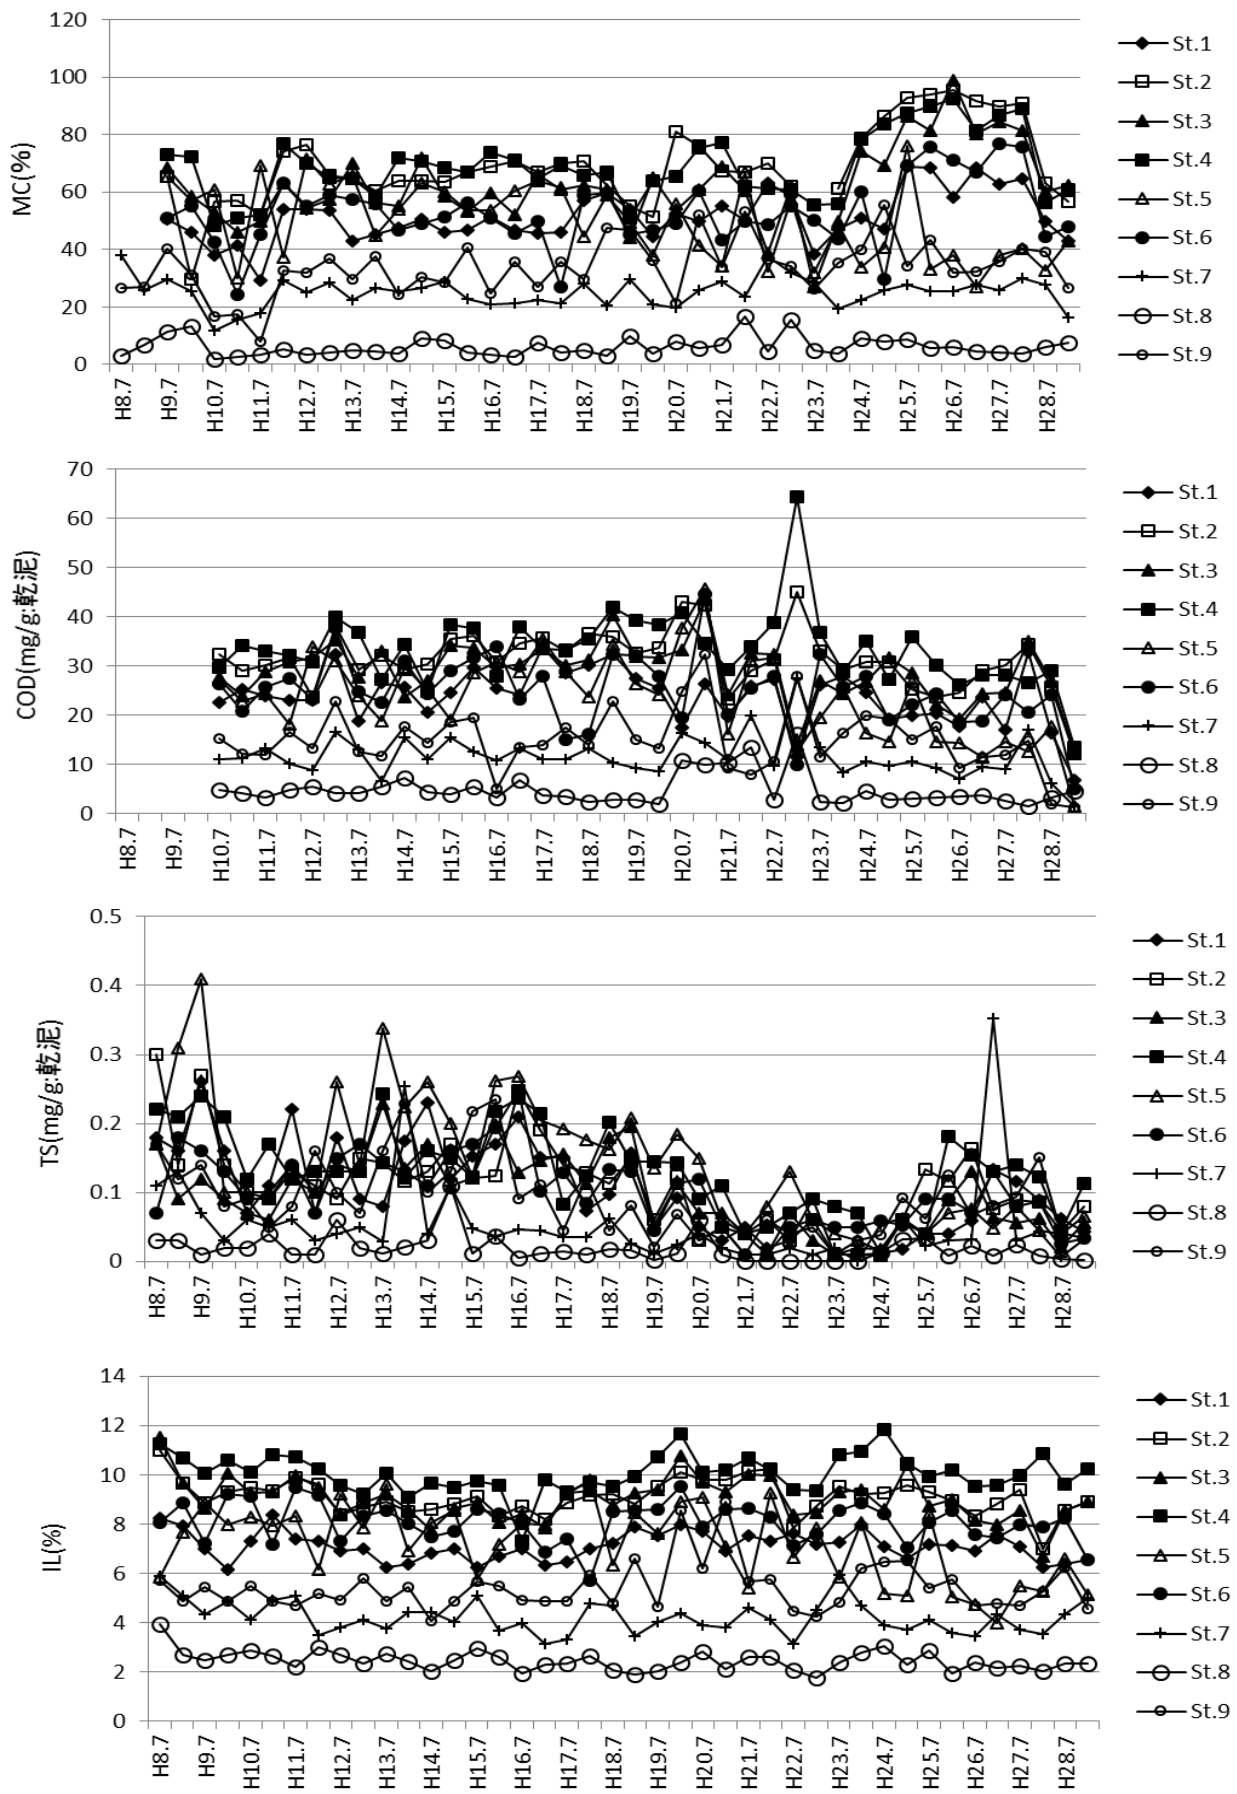 MC(%)
120
100
80
60
40
20
0
H8.7
H9.7
H10.7
H11.7
H12.7
H13.7
H14.7
H15.7
H16.7
H17.7
H18.7
H19.7
H20.7
H21.7
H22.7
H23.7
H24.7
H25.7
H26.7
H27.7
H28.7
St.1
St.2
St.3
St.4
St.5
St.6
St.7
St.8
St.9
COD(mg/g:乾泥)
70
60
50
40
30
20
10
0
H8.7
H9.7
H10.7
H11.7
H12.7
H13.7
H14.7
H15.7
H16.7
H17.7
H18.7
H19.7
H20.7
H21.7
H22.7
H23.7
H24.7
H25.7
H26.7
H27.7
H28.7
St.1
St.2
St.3
St.4
St.5
St.6
St.7
St.8
St.9
TS(mg/g:乾泥)
0.5
0.4
0.3
0.2
0.1
0
H8.7
H9.7
H10.7
H11.7
H12.7
H13.7
H14.7
H15.7
H16.7
H17.7
H18.7
H19.7
H20.7
H21.7
H22.7
H23.7
H24.7
H25.7
H26.7
H27.7
H28.7
St.1
St.2
St.3
St.4
St.5
St.6
St.7
St.8
St.9
IL(%)
14
12
10
8
6
4
2
0
H8.7
H9.7
H10.7
H11.7
H12.7
H13.7
H14.7
H15.7
H16.7
H17.7
H18.7
H19.7
H20.7
H21.7
H22.7
H23.7
H24.7
H25.7
H26.7
H27.7
H28.7
St.1
St.2
St.3
St.4
St.5
St.6
St.7
St.8
St.9